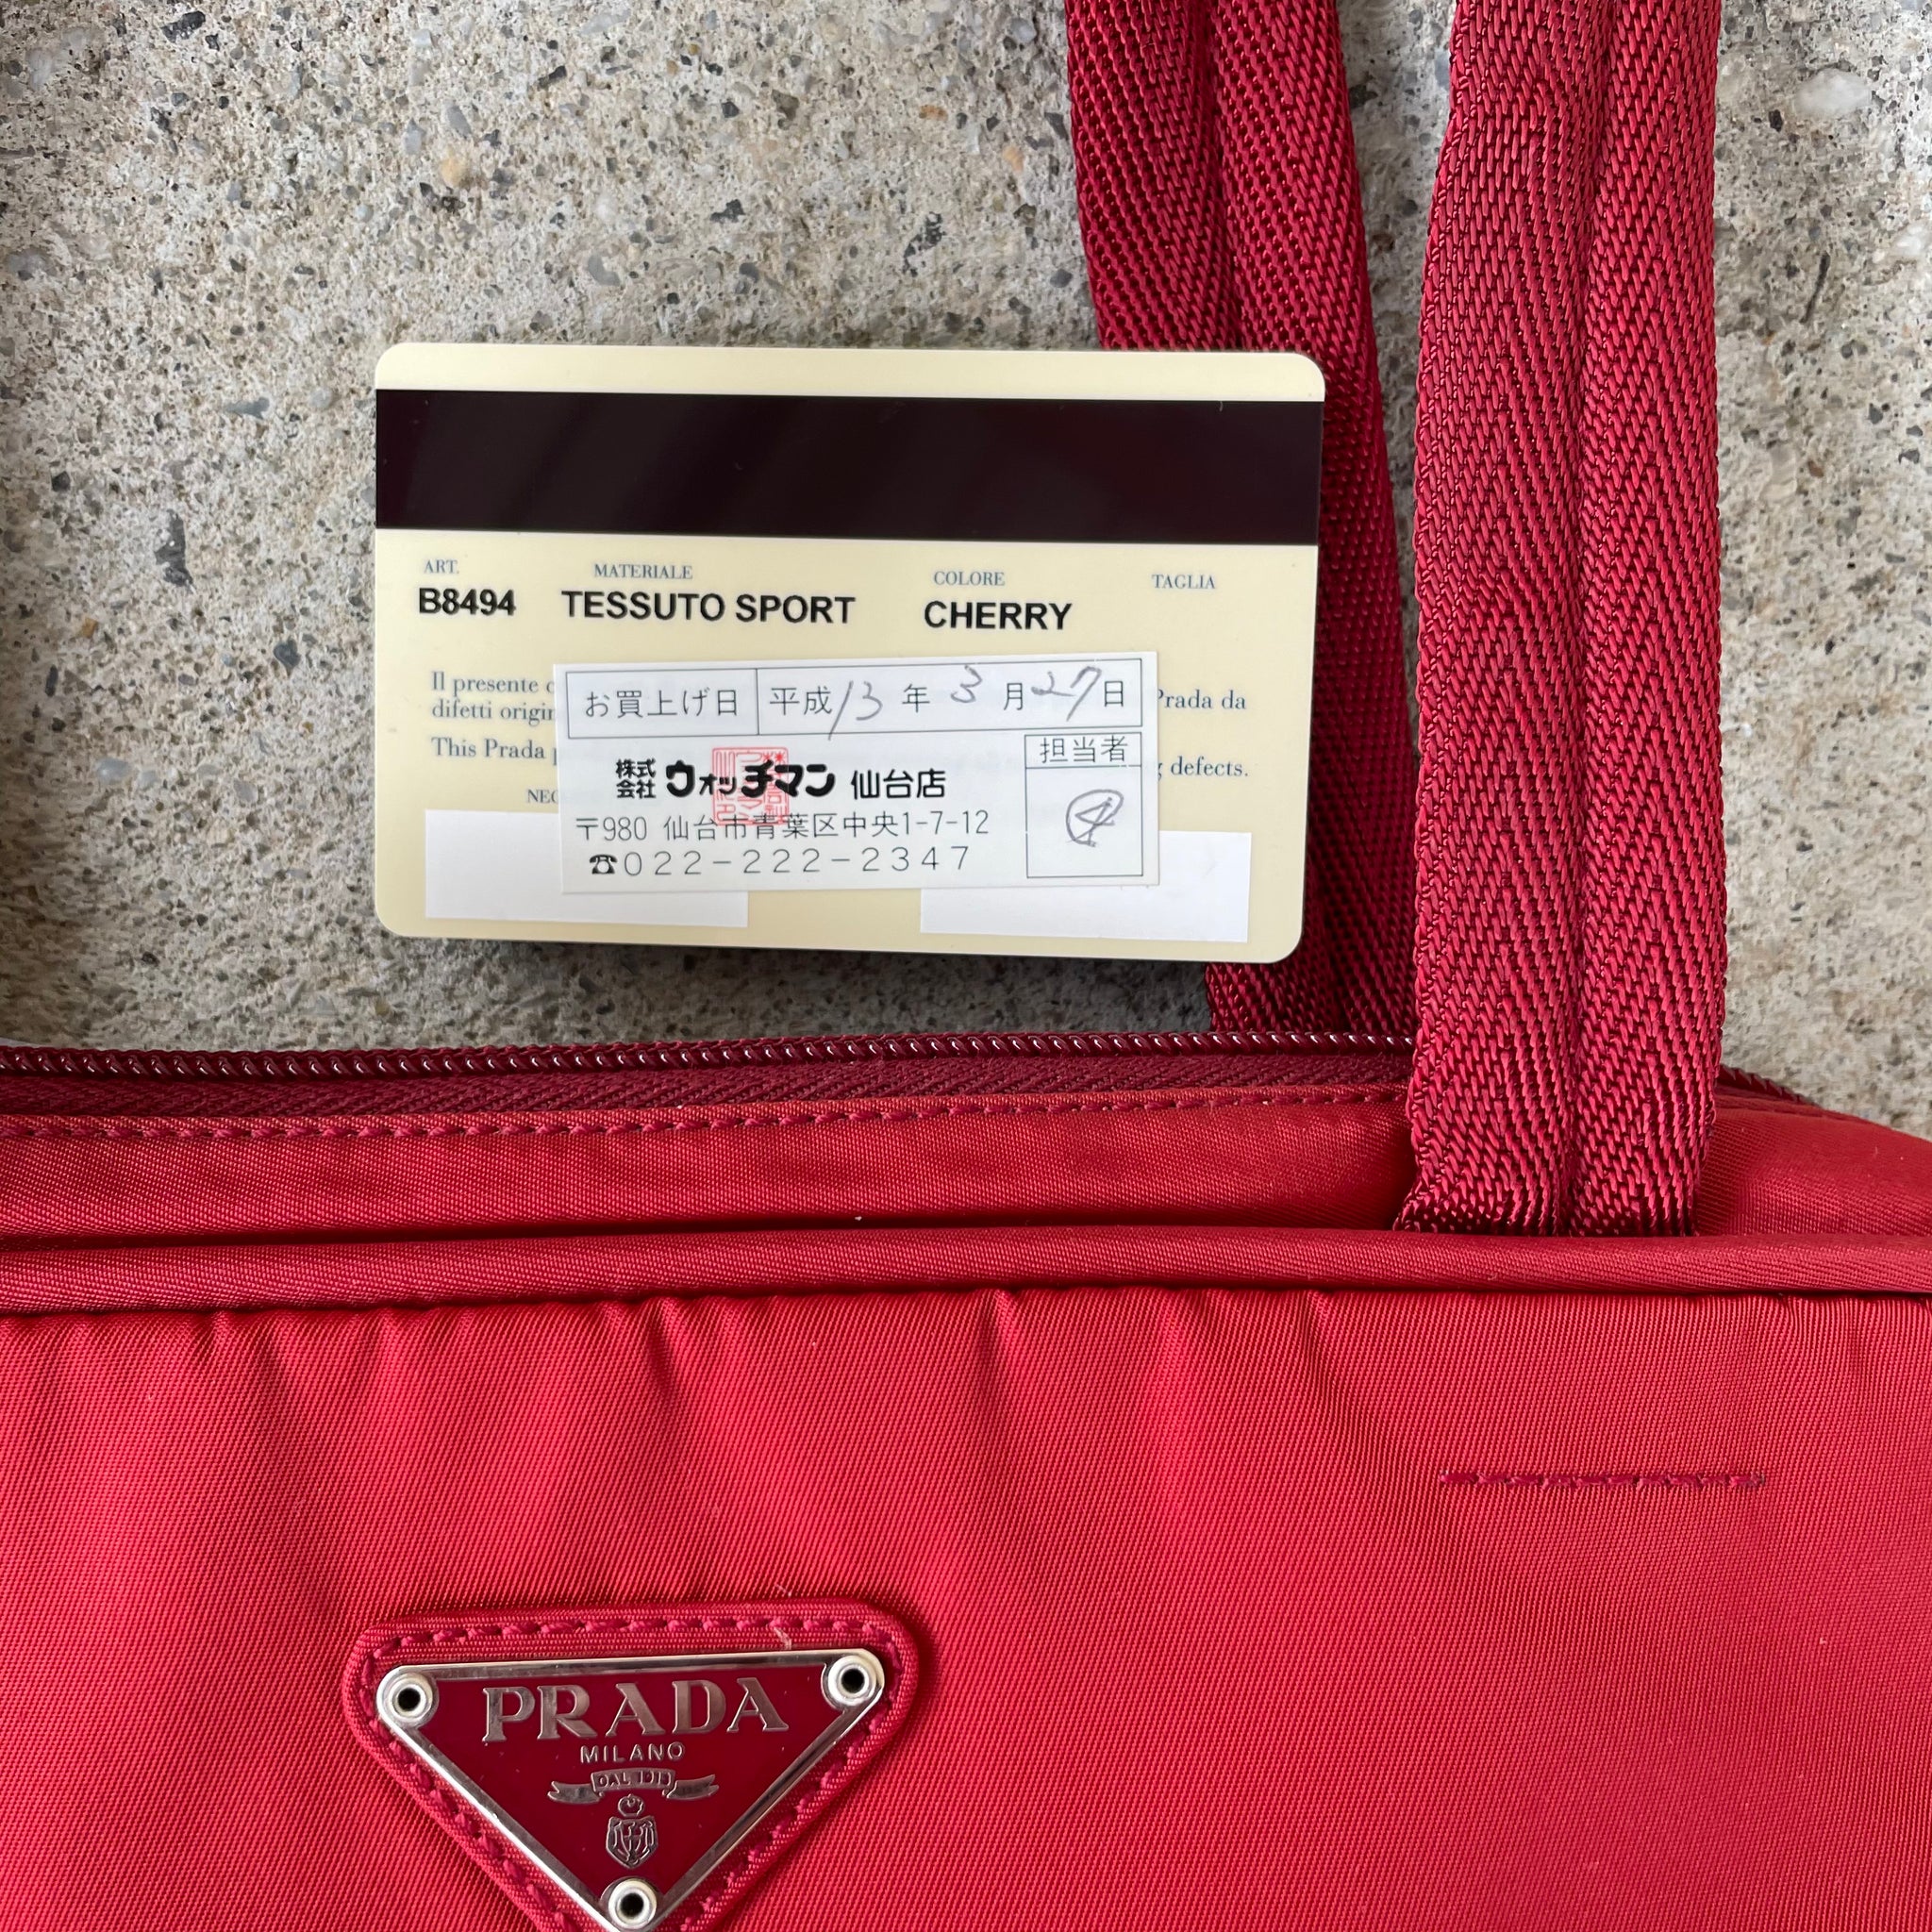 ART. MATERIALE COLORE TAGLIA
B8494 TESSUTO SPORT CHERRY
Il presente
Prada da
difetti
This Prada
defects.
お買上げ日 平成13年3月27日
株式会社 ウォッチマン 仙台店
担当者
〒980 仙台市青葉区中央1-7-12
☎022-222-2347
PRADA
MILANO
DAL 1913